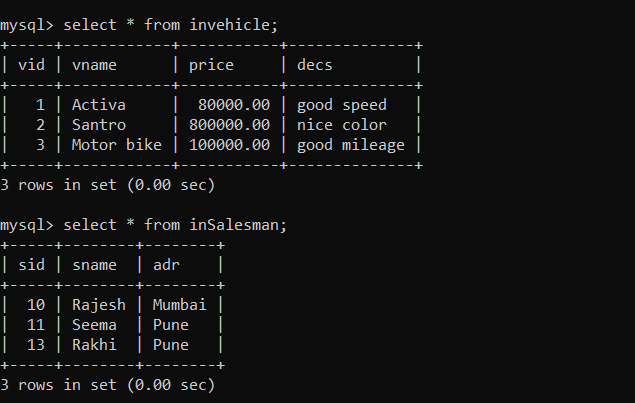 mysql> select * from invehicle;
+-----+------------+-----------+--------------+
| vid | vname      | price     | decs         |
+-----+------------+-----------+--------------+
|   1 | Activa     |  80000.00 | good speed   |
|   2 | Santro     | 800000.00 | nice color   |
|   3 | Motor bike | 100000.00 | good mileage |
+-----+------------+-----------+--------------+
3 rows in set (0.00 sec)
mysql> select * from inSalesman;
+-----+--------+--------+
| sid | sname  | adr    |
+-----+--------+--------+
|  10 | Rajesh | Mumbai |
|  11 | Seema  | Pune   |
|  13 | Rakhi  | Pune   |
+-----+--------+--------+
3 rows in set (0.00 sec)